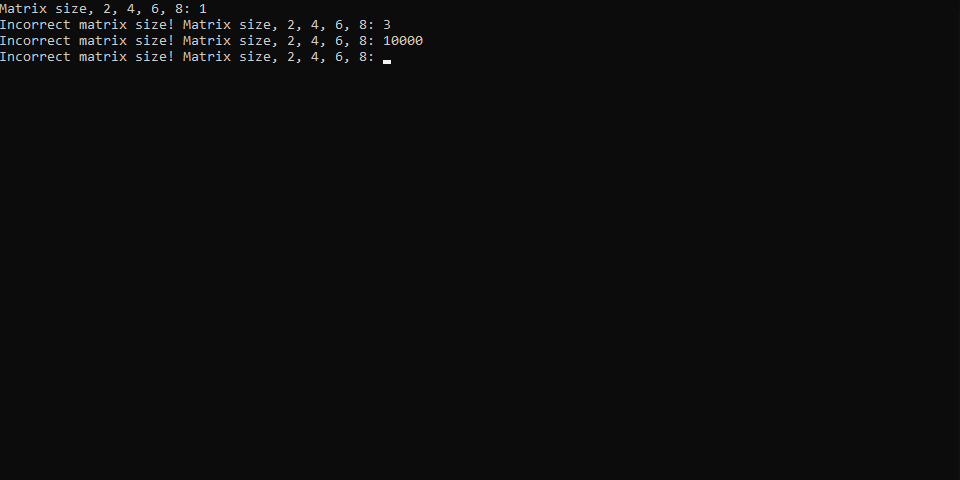 Matrix size, 2, 4, 6, 8: 1
Incorrect matrix size! Matrix size, 2, 4, 6, 8: 3
Incorrect matrix size! Matrix size, 2, 4, 6, 8: 10000
Incorrect matrix size! Matrix size, 2, 4, 6, 8: